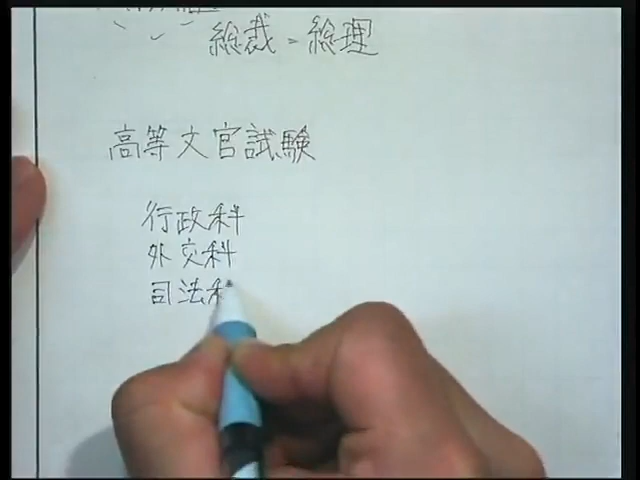 総裁=総理
高等文官試験
行政科
外交科
司法科